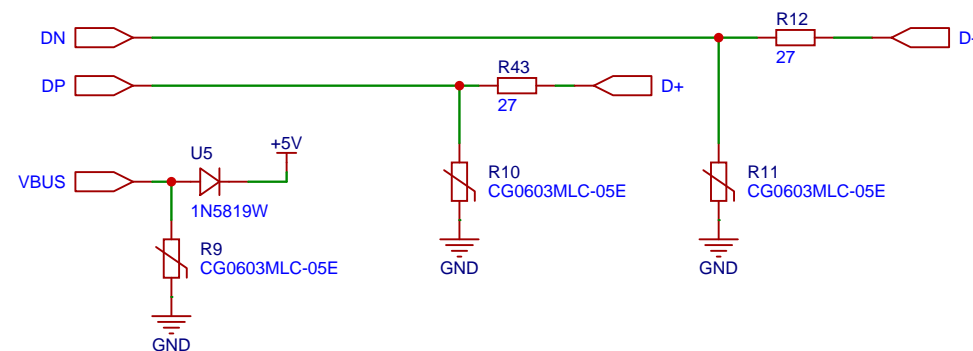 R12
DN
D-
27
R43
DP
D+
27
+5V
U5
VBUS
1N5819W
R10
CG0603MLC-05E
R11
CG0603MLC-05E
R9
CG0603MLC-05E
GND
GND
GND